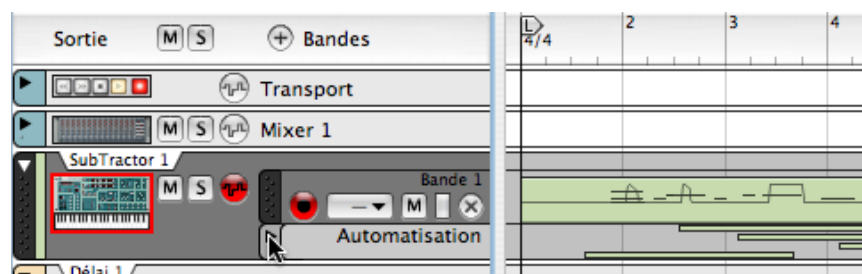 Sortie M S + Bandes L 2 3 4
4/4
Transport
M S Mixer 1
SubTractor 1
M S Bande 1
— M
Automatisation
Délai 1